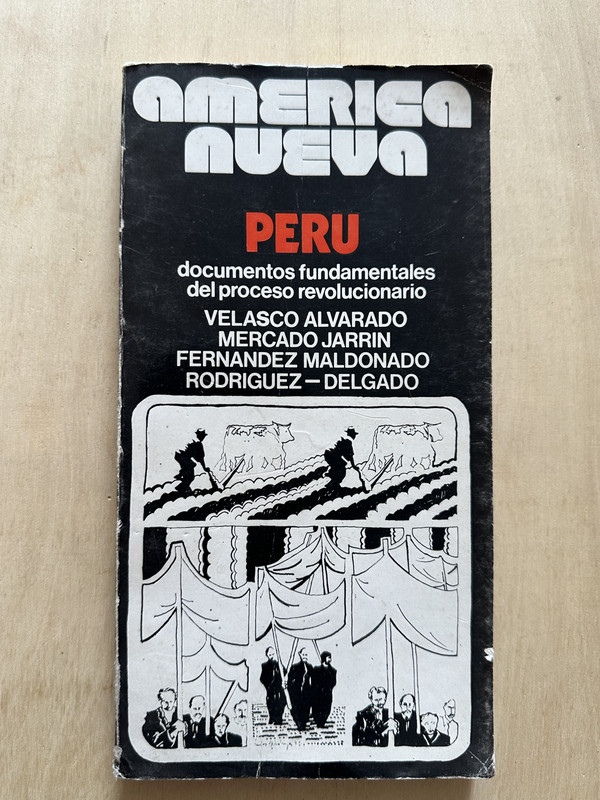 america
nueva
PERU
documentos fundamentales
del proceso revolucionario
VELASCO ALVARADO
MERCADO JARRIN
FERNANDEZ MALDONADO
RODRIGUEZ — DELGADO